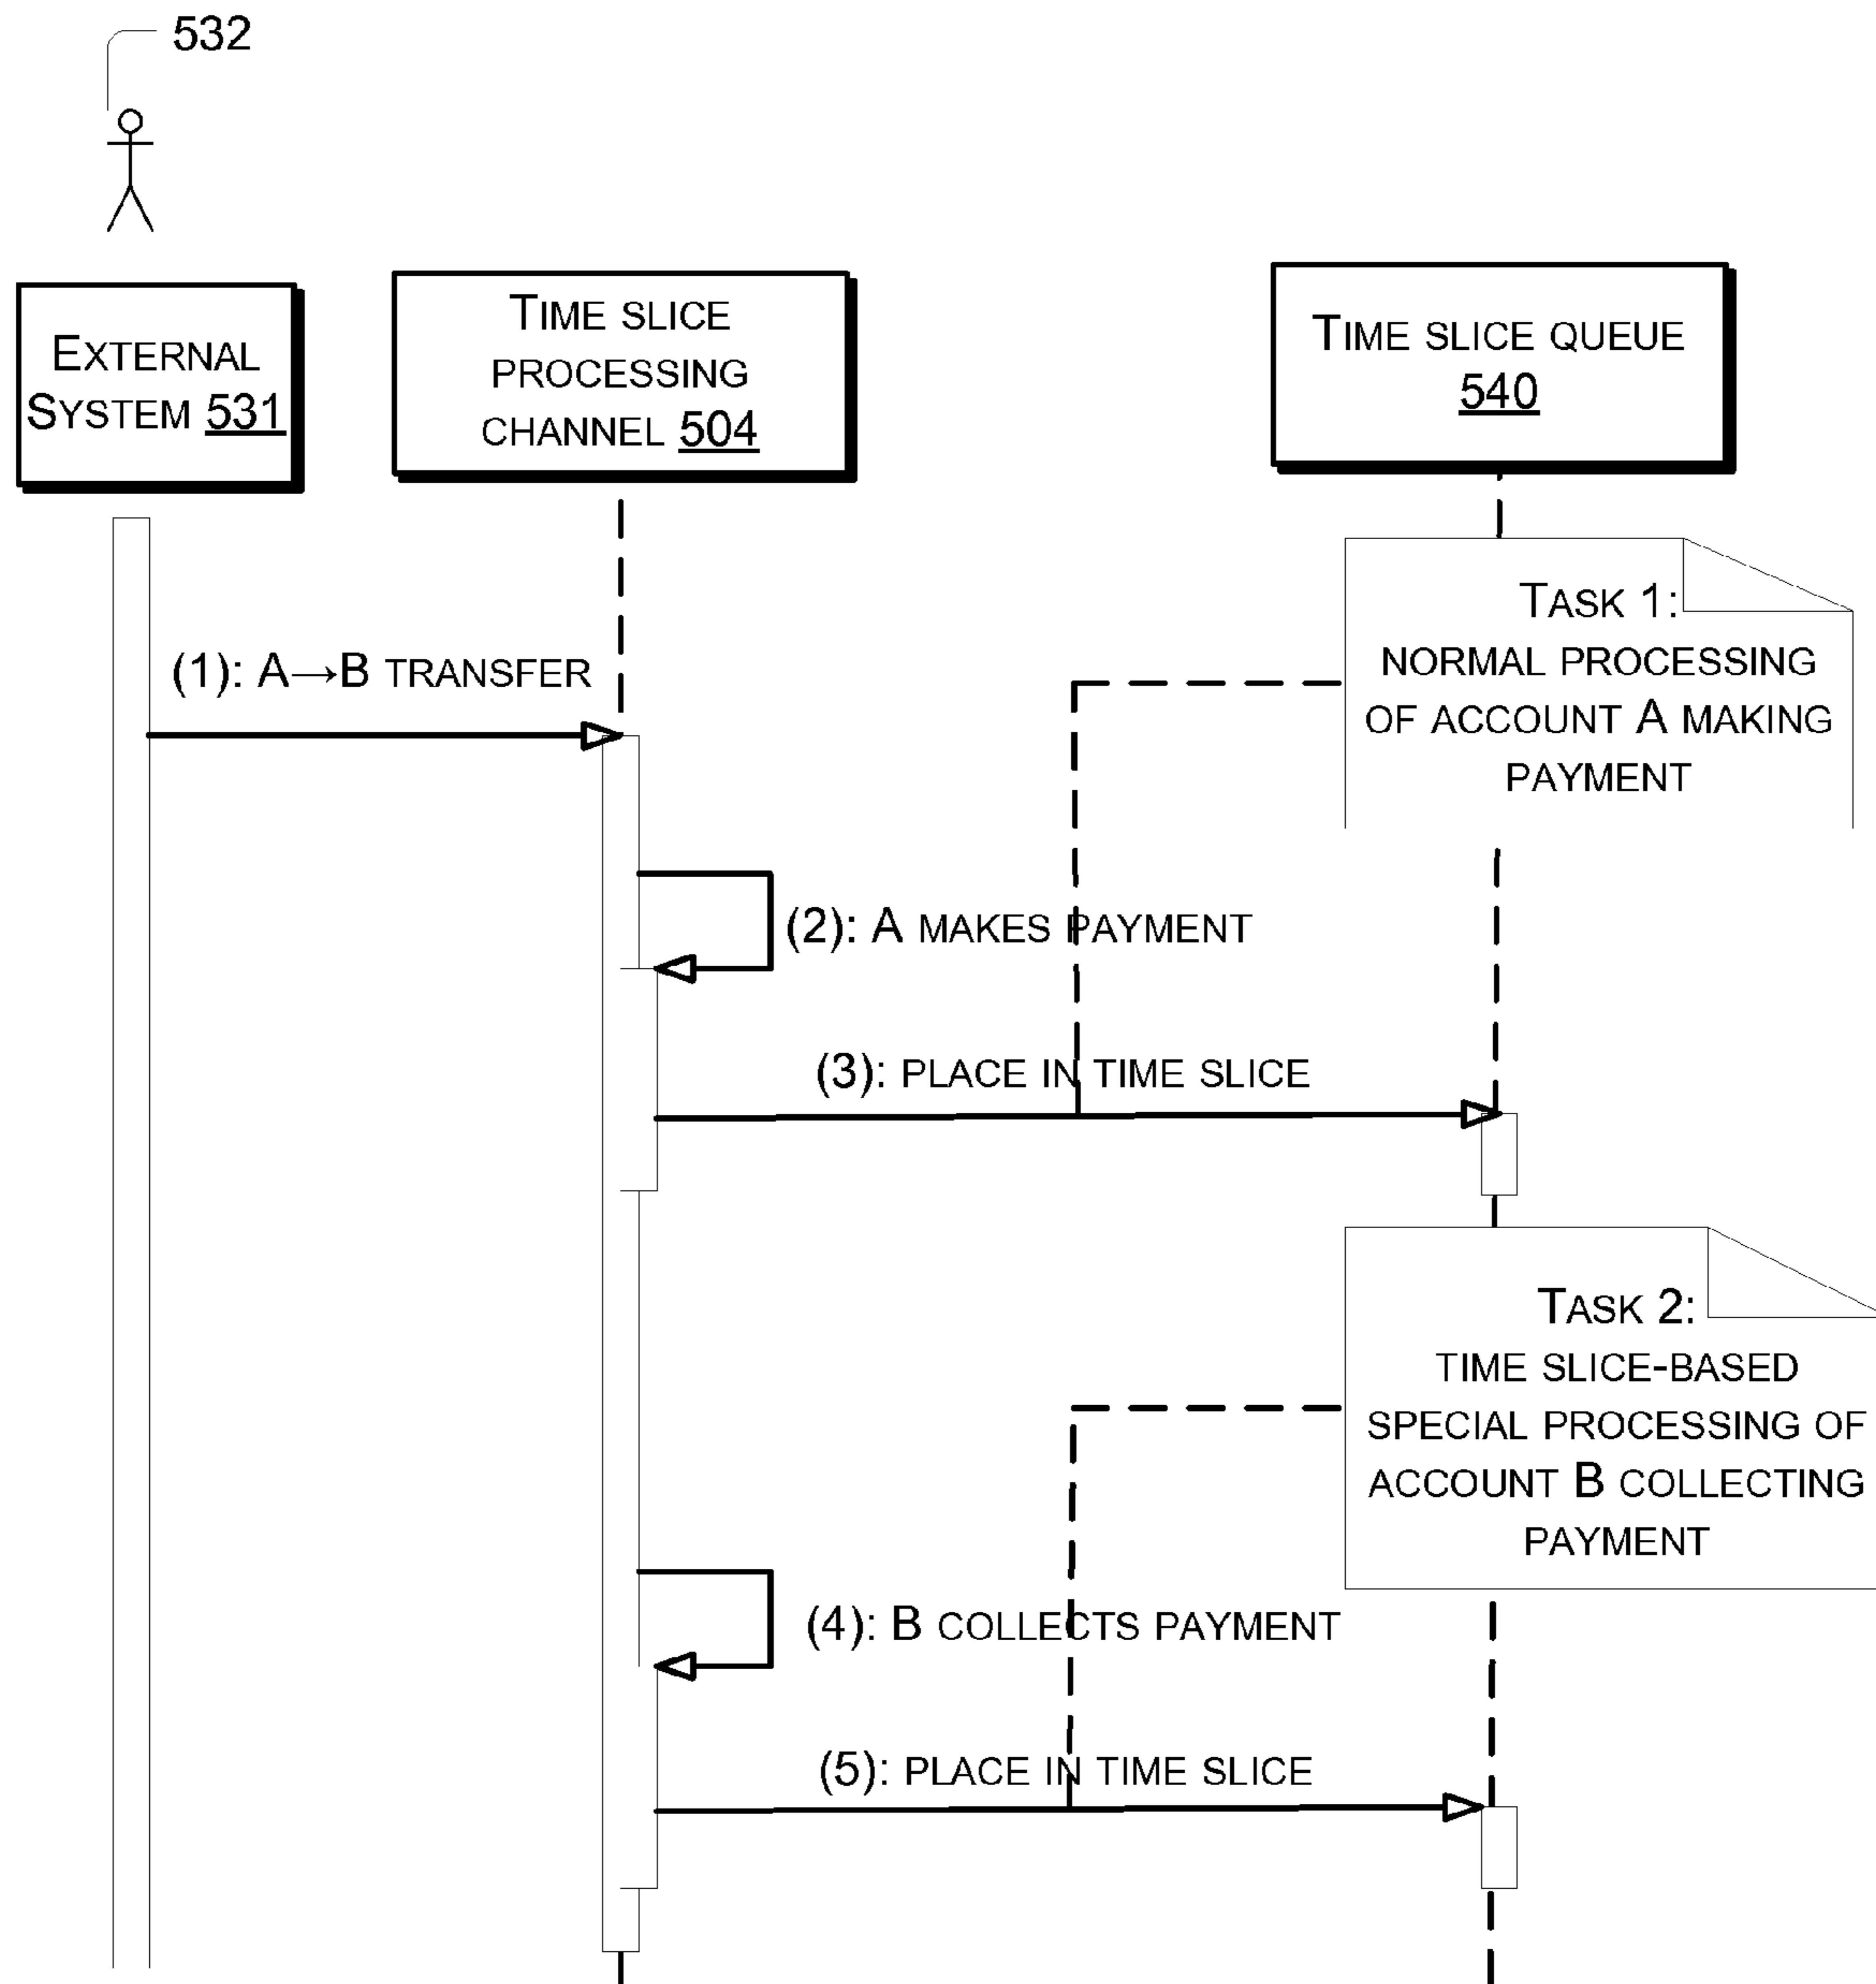 532
EXTERNAL
SYSTEM 531
TIME SLICE
PROCESSING
CHANNEL 504
TIME SLICE QUEUE
540
TASK 1:
NORMAL PROCESSING
OF ACCOUNT A MAKING
PAYMENT
(1): A→B TRANSFER
(2): A MAKES PAYMENT
(3): PLACE IN TIME SLICE
TASK 2:
TIME SLICE-BASED
SPECIAL PROCESSING OF
ACCOUNT B COLLECTING
PAYMENT
(4): B COLLECTS PAYMENT
(5): PLACE IN TIME SLICE